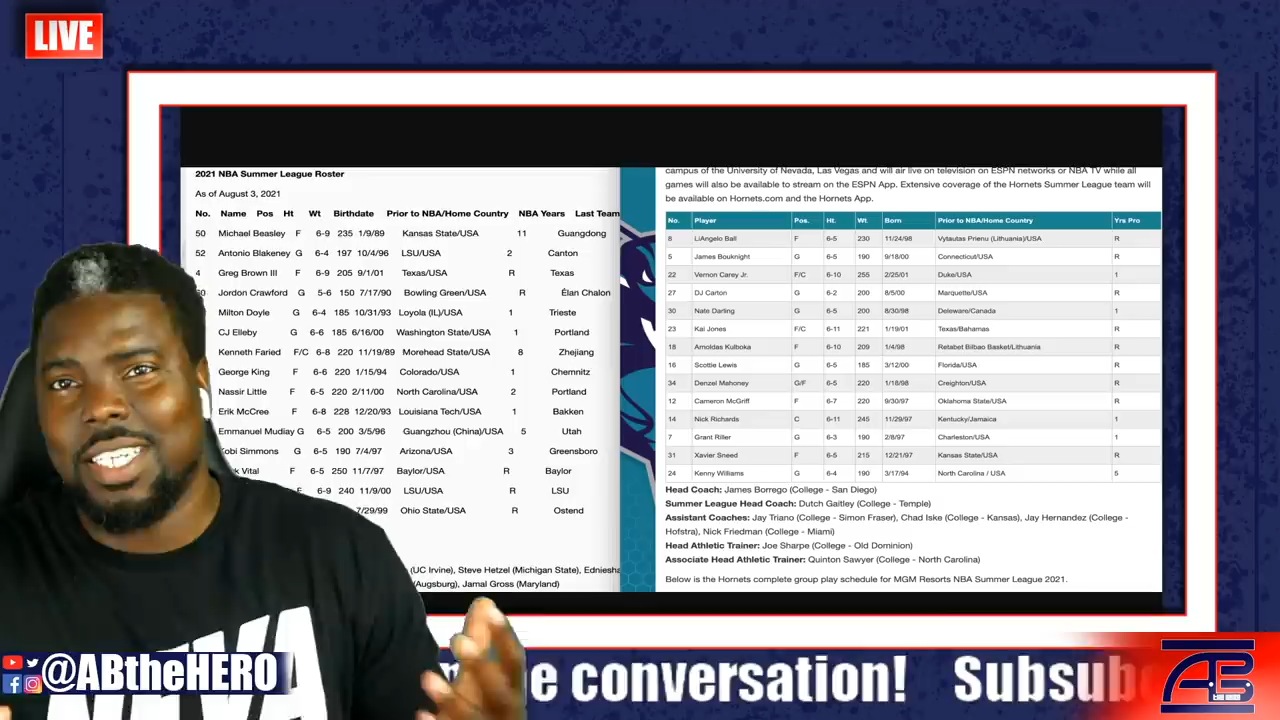 LIVE
2021 NBA Summer League Roster
As of August 3, 2021
No. Name Pos Ht Wt Birthdate Prior to NBA/Home Country NBA Years Last Team
50 Michael Beasley F 6-9 235 1/9/89 Kansas State/USA 11 Guangdong
52 Antonio Blakeney G 6-4 197 10/4/96 LSU/USA 2 Canton
4 Greg Brown III F 6-9 205 9/1/01 Texas/USA R Texas
Jordon Crawford G 5-6 150 7/17/90 Bowling Green/USA R Élan Chalon
Milton Doyle G 6-4 185 10/31/93 Loyola (IL)/USA 1 Trieste
CJ Elleby G 6-6 185 6/16/00 Washington State/USA 1 Portland
Kenneth Faried F/C 6-8 220 11/19/89 Morehead State/USA 8 Zhejiang
George King F 6-6 220 1/15/94 Colorado/USA 1 Chemnitz
Nassir Little F 6-5 220 2/11/00 North Carolina/USA 2 Portland
Erik McCree F 6-8 228 12/20/93 Louisiana Tech/USA 1 Bakken
Emmanuel Mudiay G 6-5 200 3/5/96 Guangzhou (China)/USA 5 Utah
obi Simmons G 6-5 190 7/4/97 Arizona/USA 3 Greensboro
k Vital F 6-5 250 11/7/97 Baylor/USA R Baylor
F 6-9 240 11/9/00 LSU/USA R LSU
7/29/99 Ohio State/USA R Ostend
(UC Irvine), Steve Hetzel (Michigan State), Edniesha
(Augsburg), Jamal Gross (Maryland)
campus of the University of Nevada, Las Vegas and will air live on television on ESPN networks or NBA TV while all
games will also be available to stream on the ESPN App. Extensive coverage of the Hornets Summer League team will
be available on Hornets.com and the Hornets App.
No. Player Pos. Ht. Wt. Born Prior to NBA/Home Country Yrs Pro
8 LiAngelo Ball F 6-5 230 11/24/98 Vytautas Prienu (Lithuania)/USA R
5 James Bouknight G 6-5 190 9/18/00 Connecticut/USA R
22 Vernon Carey Jr. F/C 6-10 255 2/25/01 Duke/USA 1
27 DJ Carton G 6-2 200 8/5/00 Marquette/USA R
30 Nate Darling G 6-5 200 8/30/98 Deleware/Canada 1
23 Kai Jones F/C 6-11 221 1/19/01 Texas/Bahamas R
18 Arnoldas Kulboka F 6-10 209 1/4/98 Retabet Bilbao Basket/Lithuania R
16 Scottie Lewis G 6-5 185 3/12/00 Florida/USA R
34 Denzel Mahoney G/F 6-5 220 1/18/98 Creighton/USA R
12 Cameron McGriff F 6-7 220 9/30/97 Oklahoma State/USA R
14 Nick Richards C 6-11 245 11/29/97 Kentucky/Jamaica 1
7 Grant Riller G 6-3 190 2/8/97 Charleston/USA 1
31 Xavier Sneed F 6-5 215 12/21/97 Kansas State/USA R
24 Kenny Williams G 6-4 190 3/17/94 North Carolina / USA 5
Head Coach: James Borrego (College - San Diego)
Summer League Head Coach: Dutch Gaitley (College - Temple)
Assistant Coaches: Jay Triano (College - Simon Fraser), Chad Iske (College - Kansas), Jay Hernandez (College -
Hofstra), Nick Friedman (College - Miami)
Head Athletic Trainer: Joe Sharpe (College - Old Dominion)
Associate Head Athletic Trainer: Quinton Sawyer (College - North Carolina)
Below is the Hornets complete group play schedule for MGM Resorts NBA Summer League 2021.
@ABtheHERO
e conversation! Subsub
AB